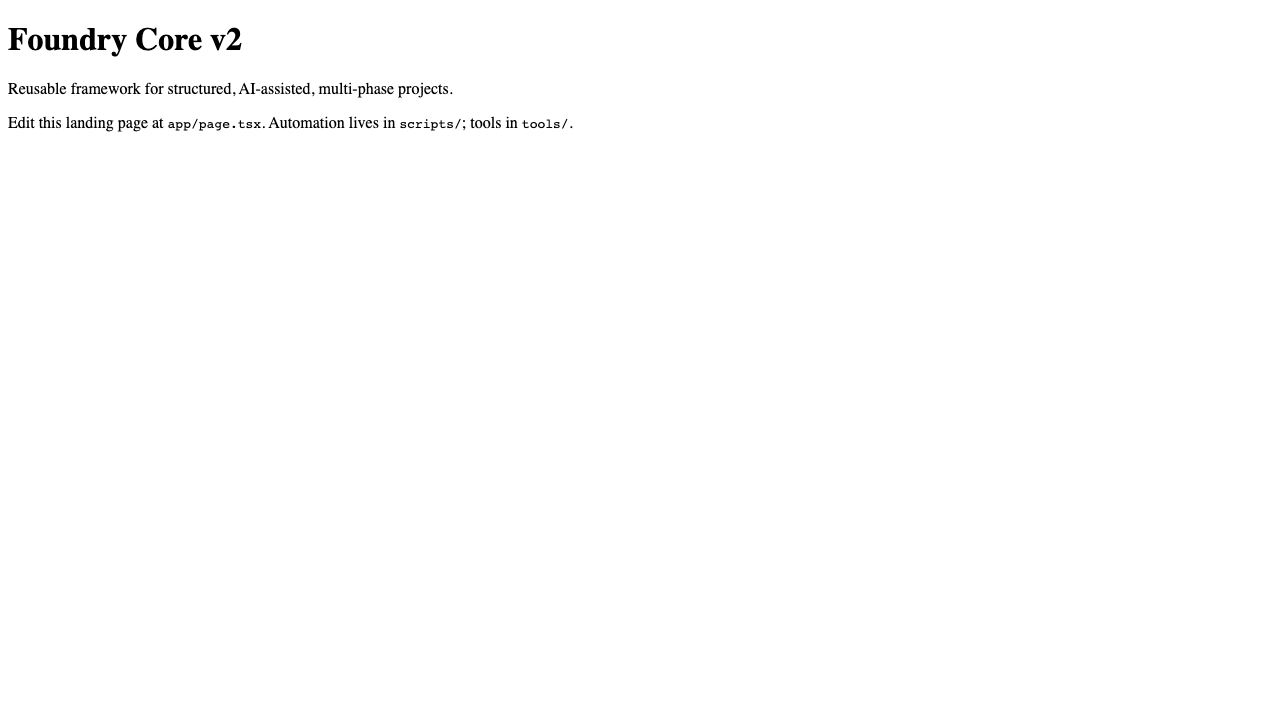 Foundry Core v2
Reusable framework for structured, AI-assisted, multi-phase projects.
Edit this landing page at app/page.tsx. Automation lives in scripts/; tools in tools/.